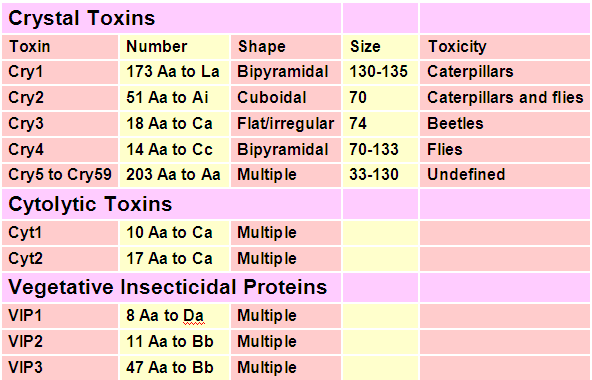 Crystal Toxins
Toxin Number Shape Size Toxicity
Cry1 173 Aa to La Bipyramidal 130-135 Caterpillars
Cry2 51 Aa to Ai Cuboidal 70 Caterpillars and flies
Cry3 18 Aa to Ca Flat/irregular 74 Beetles
Cry4 14 Aa to Cc Bipyramidal 70-133 Flies
Cry5 to Cry59 203 Aa to Aa Multiple 33-130 Undefined
Cytolytic Toxins
Cyt1 10 Aa to Ca Multiple
Cyt2 17 Aa to Ca Multiple
Vegetative Insecticidal Proteins
VIP1 8 Aa to Da Multiple
VIP2 11 Aa to Bb Multiple
VIP3 47 Aa to Bb Multiple